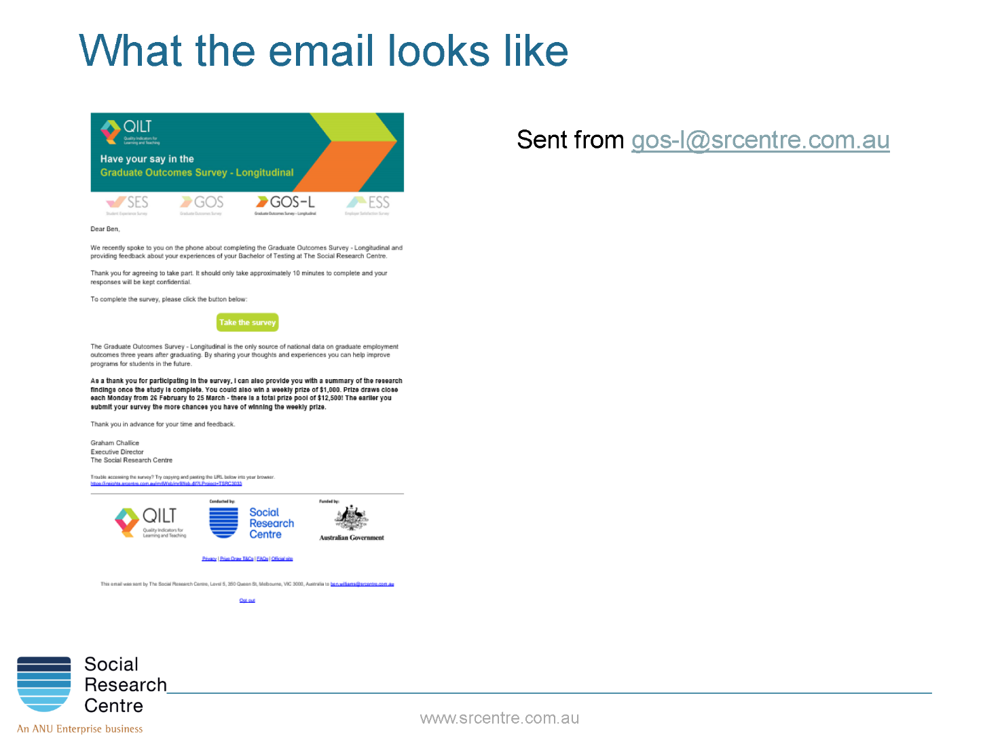 What the email looks like
QILT
Quality Indicators for
Learning and Teaching
Have your say in the
Graduate Outcomes Survey - Longitudinal
SES
Student Experience Survey
GOS
Graduate Outcomes Survey
GOS-L
Graduate Outcomes Survey - Longitudinal
ESS
Employer Satisfaction Survey
Dear Ben,
We recently spoke to you on the phone about completing the Graduate Outcomes Survey - Longitudinal and
providing feedback about your experiences of your Bachelor of Testing at The Social Research Centre.
Thank you for agreeing to take part. It should only take approximately 10 minutes to complete and your
responses will be kept confidential.
To complete the survey, please click the button below:
Take the survey
The Graduate Outcomes Survey - Longitudinal is the only source of national data on graduate employment
outcomes three years after graduating. By sharing your thoughts and experiences you can help improve
programs for students in the future.
As a thank you for participating in the survey, I can also provide you with a summary of the research
findings once the study is complete. You could also win a weekly prize of $1,000. Prize draws close
each Monday from 26 February to 25 March - there is a total prize pool of $12,500! The earlier you
submit your survey the more chances you have of winning the weekly prize.
Thank you in advance for your time and feedback.
Graham Challice
Executive Director
The Social Research Centre
Trouble accessing the survey? Try copying and pasting the URL below into your browser.
Conducted by:
Funded by:
QILT
Quality Indicators for
Learning and Teaching
Social
Research
Centre
Australian Government
Privacy | Prize Draw T&Cs | FAQs | Official site
This email was sent by The Social Research Centre, Level 5, 350 Queen St, Melbourne, VIC 3000, Australia to ben.williams@srcentre.com.au
Opt out
Sent from gos-l@srcentre.com.au
Social
Research
Centre
An ANU Enterprise business
www.srcentre.com.au